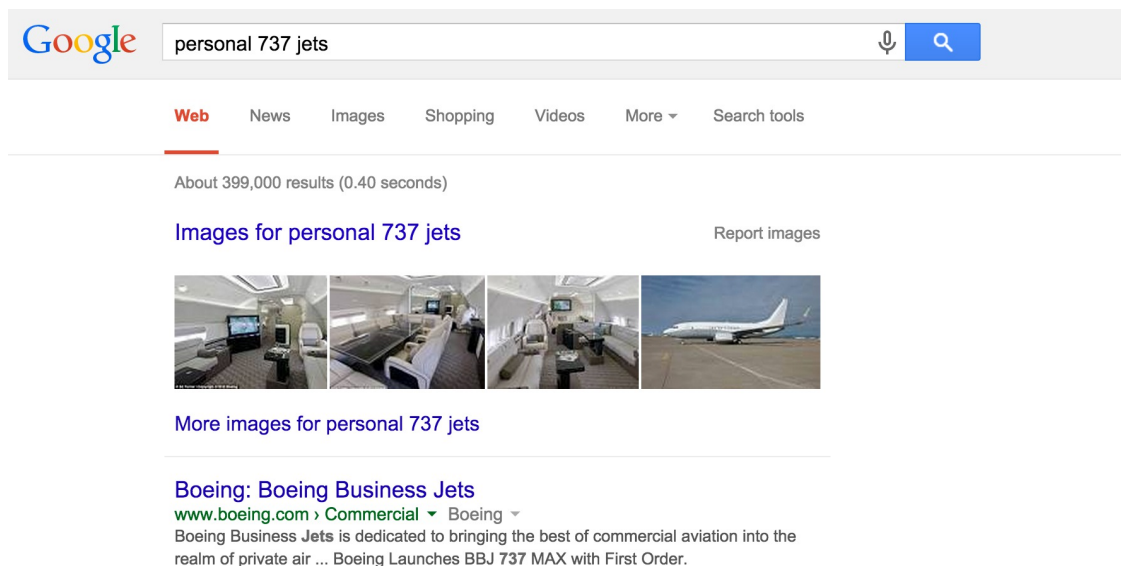 Google
personal 737 jets
Web News Images Shopping Videos More Search tools
About 399,000 results (0.40 seconds)
Images for personal 737 jets Report images
More images for personal 737 jets
Boeing: Boeing Business Jets
www.boeing.com › Commercial Boeing
Boeing Business Jets is dedicated to bringing the best of commercial aviation into the
realm of private air ... Boeing Launches BBJ 737 MAX with First Order.